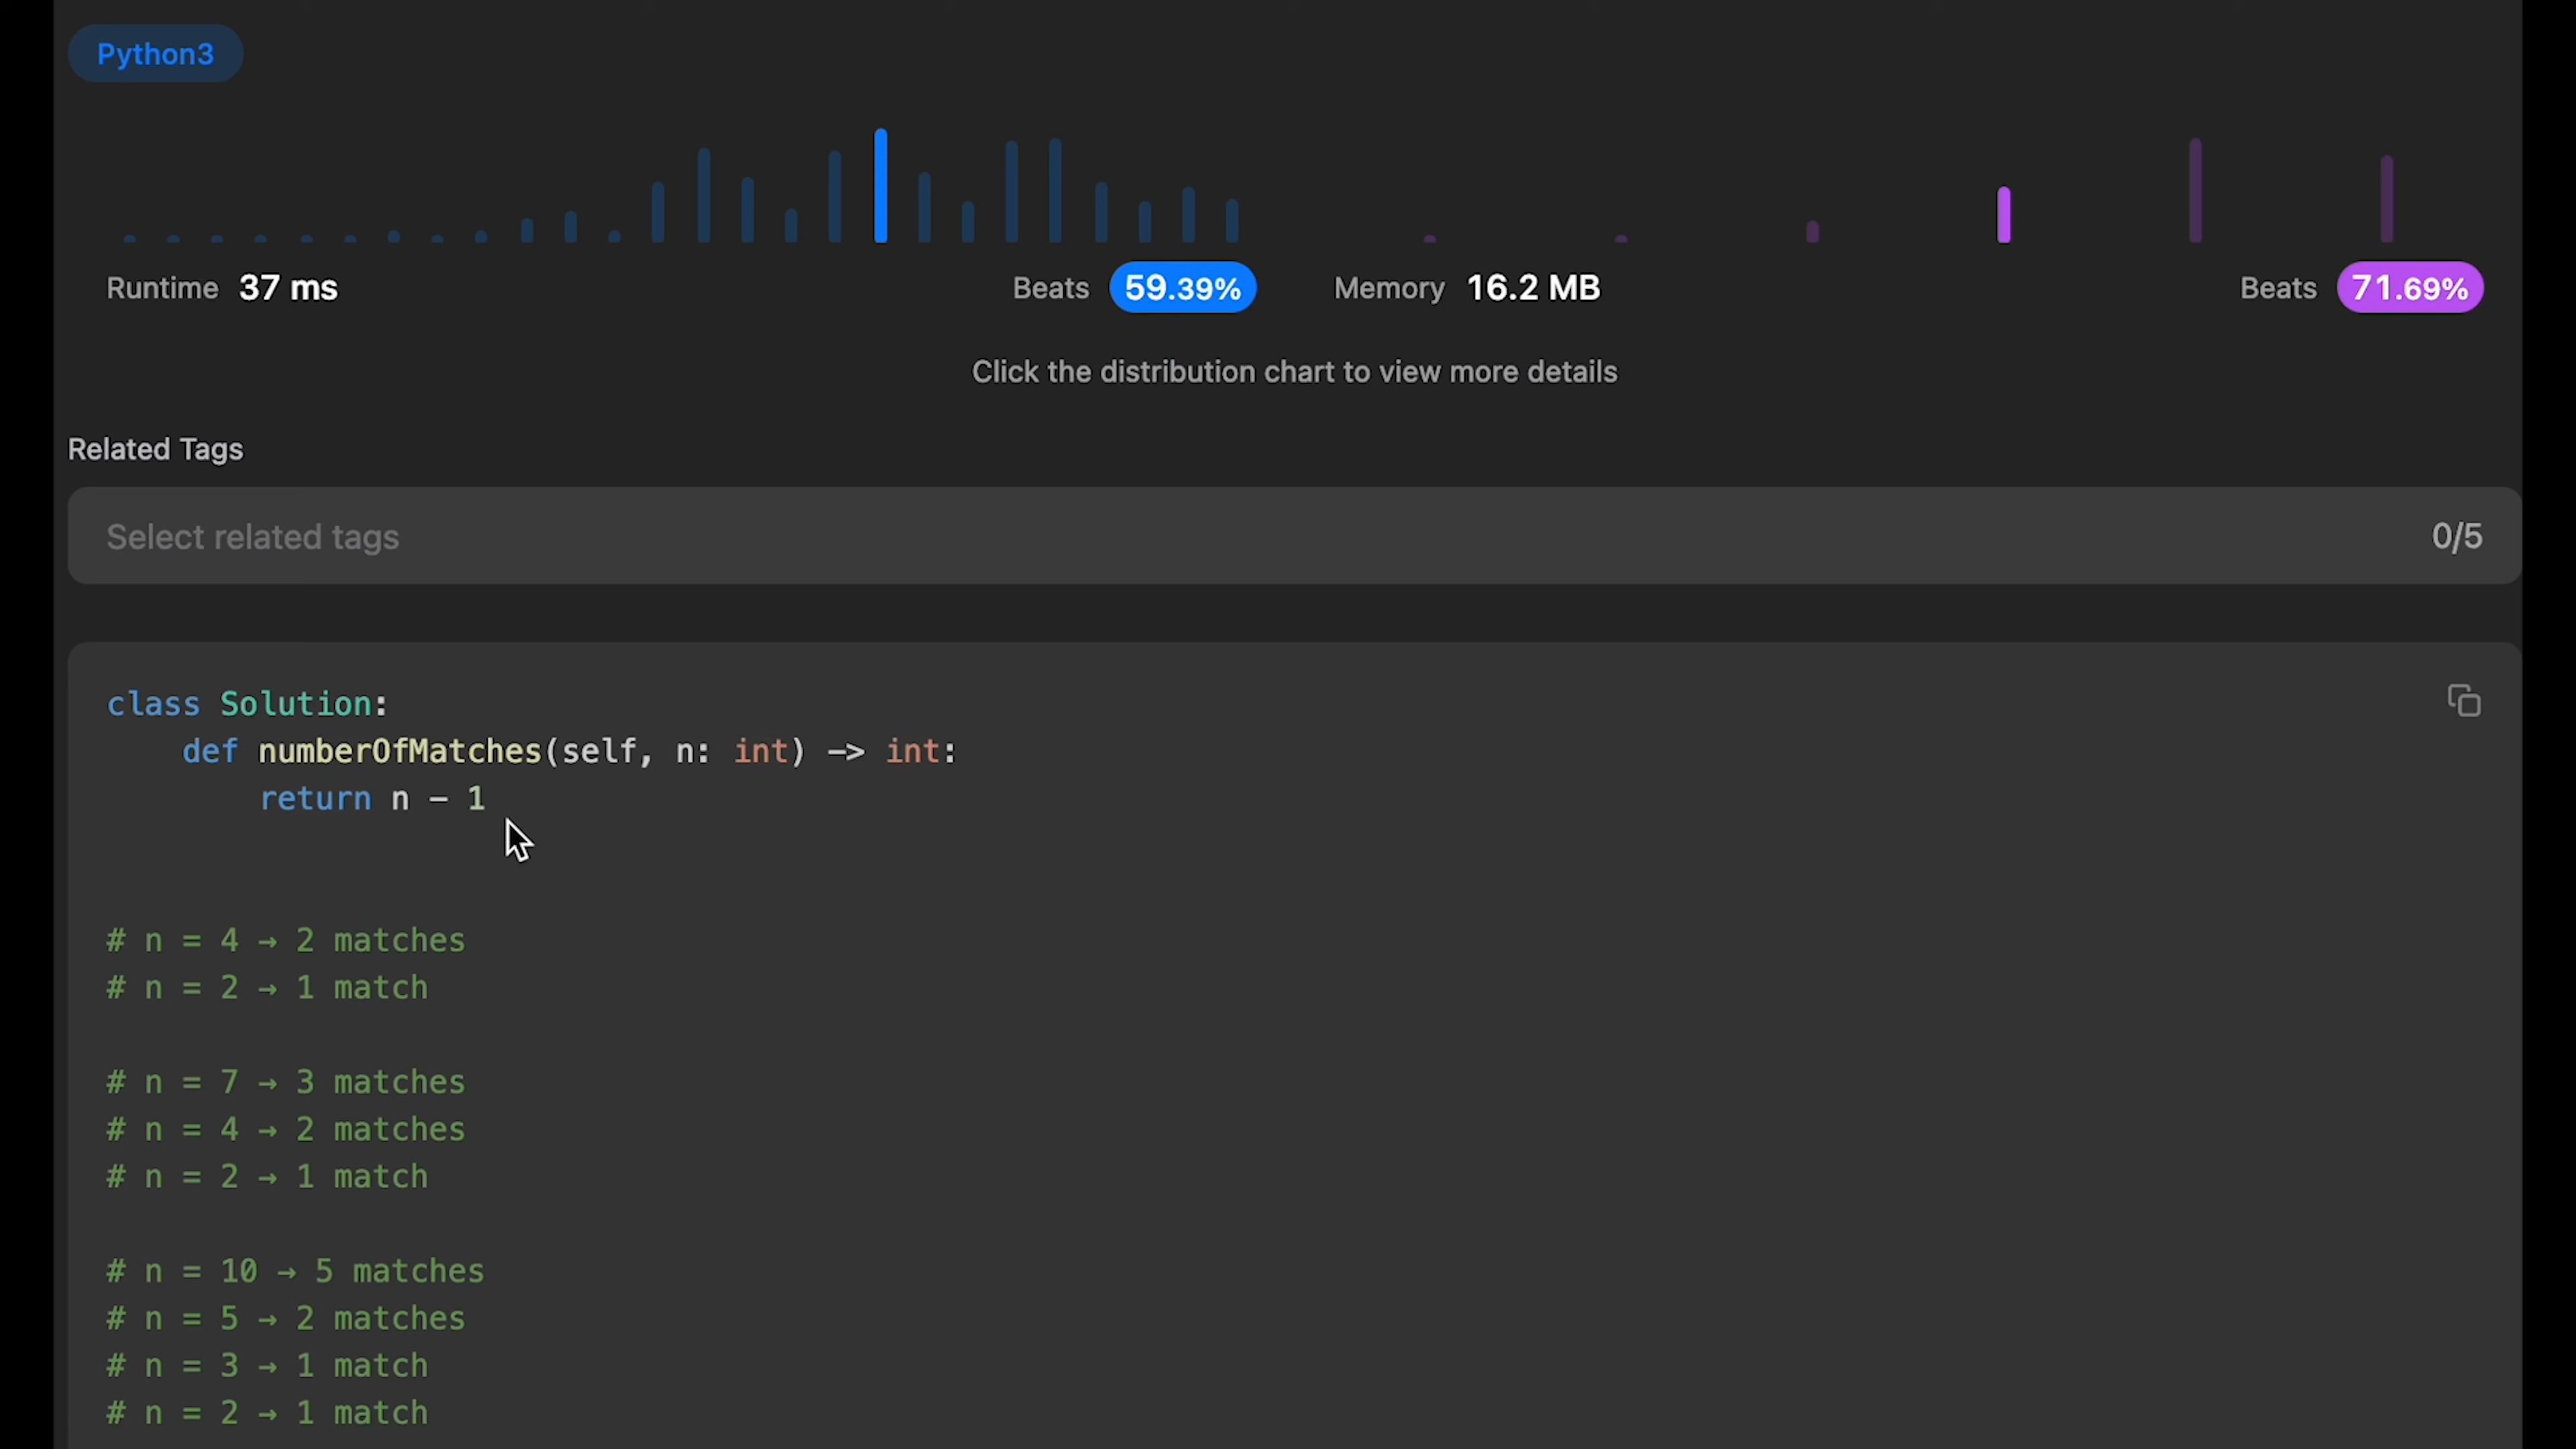 Python3
Runtime 37 ms Beats 59.39% Memory 16.2 MB Beats 71.69%
Click the distribution chart to view more details
Related Tags
Select related tags 0/5
class Solution:
    def numberOfMatches(self, n: int) -> int:
        return n - 1
# n = 4 → 2 matches
# n = 2 → 1 match
# n = 7 → 3 matches
# n = 4 → 2 matches
# n = 2 → 1 match
# n = 10 → 5 matches
# n = 5 → 2 matches
# n = 3 → 1 match
# n = 2 → 1 match